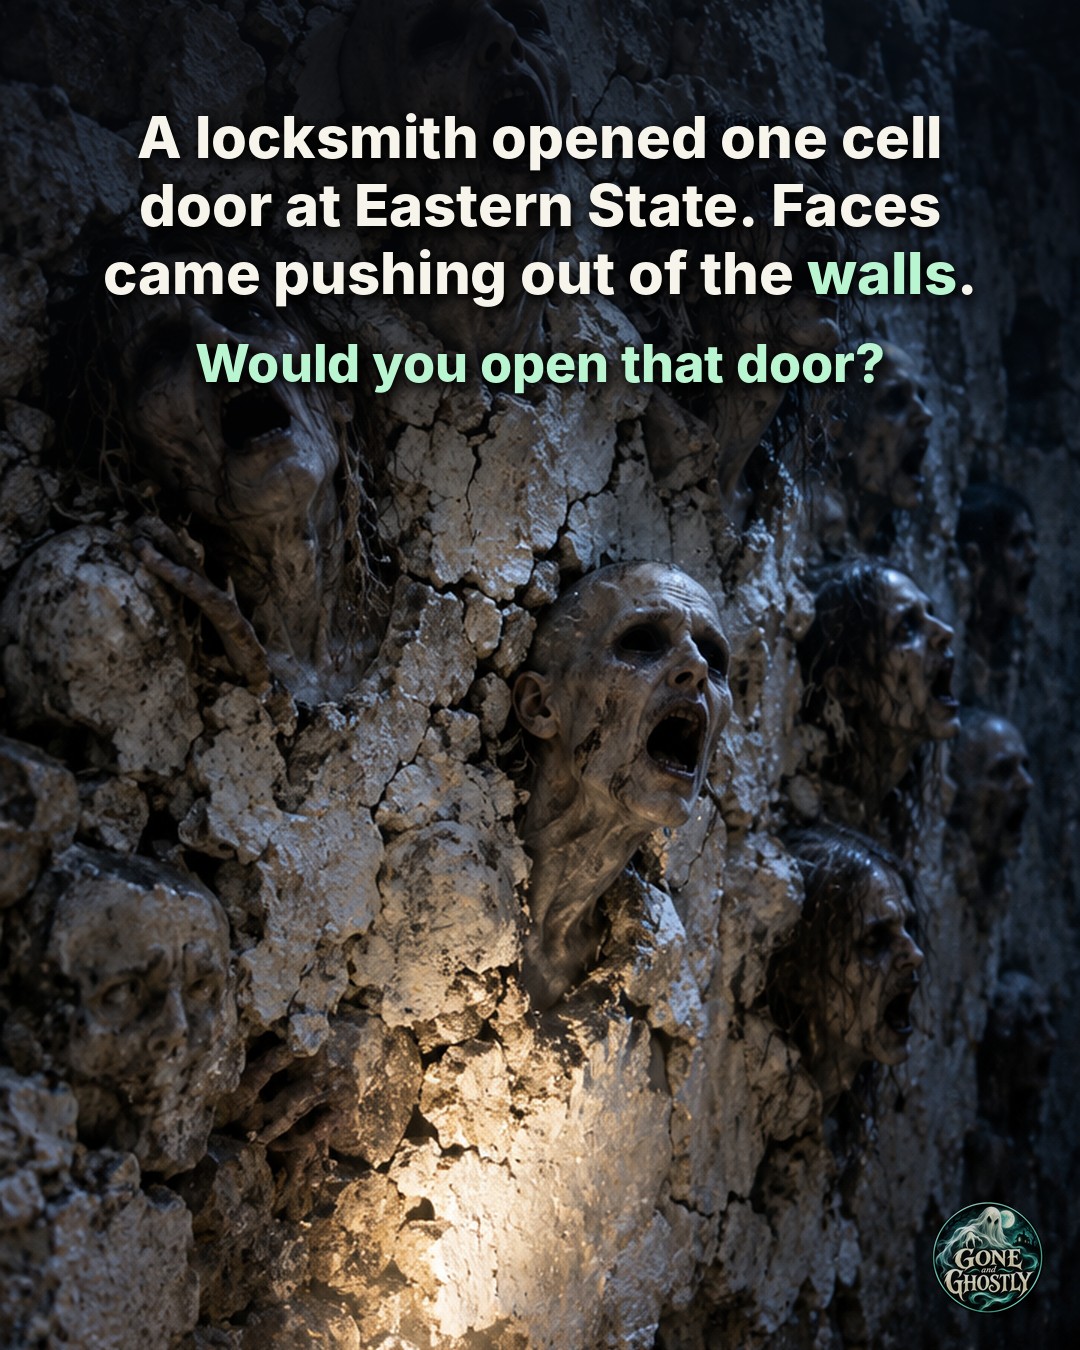 A locksmith opened one cell
door at Eastern State. Faces
came pushing out of the walls.
Would you open that door?
GONE
and
GHOSTLY